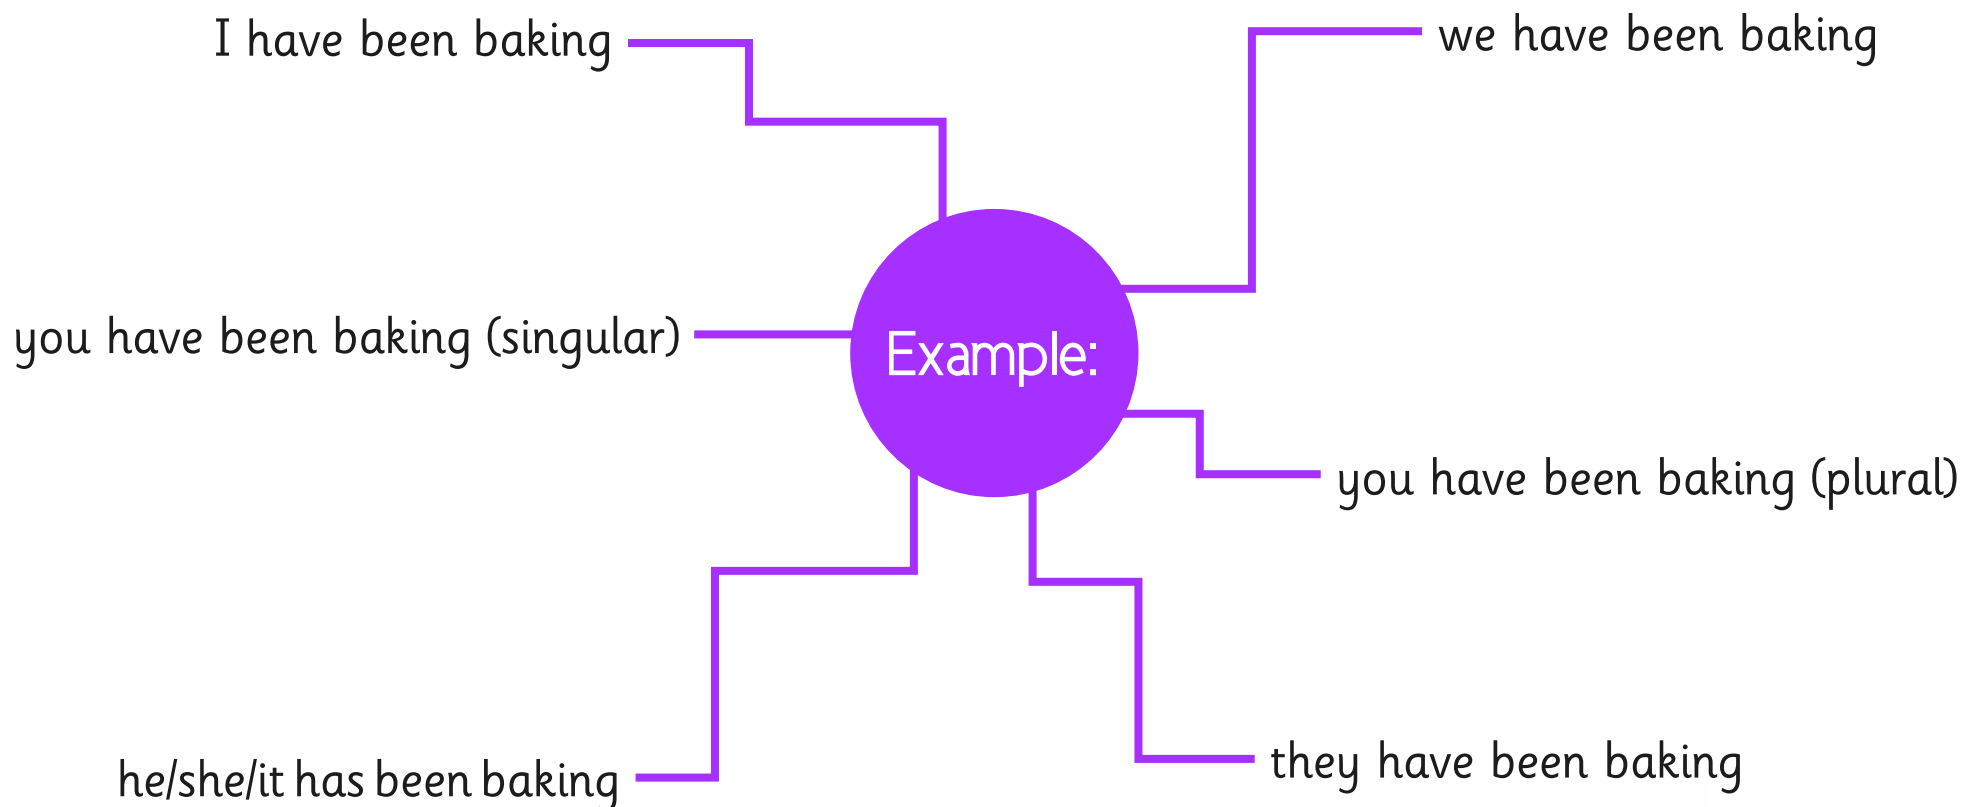 I have been baking
we have been baking
you have been baking (singular)
Example:
you have been baking (plural)
he/she/it has been baking
they have been baking